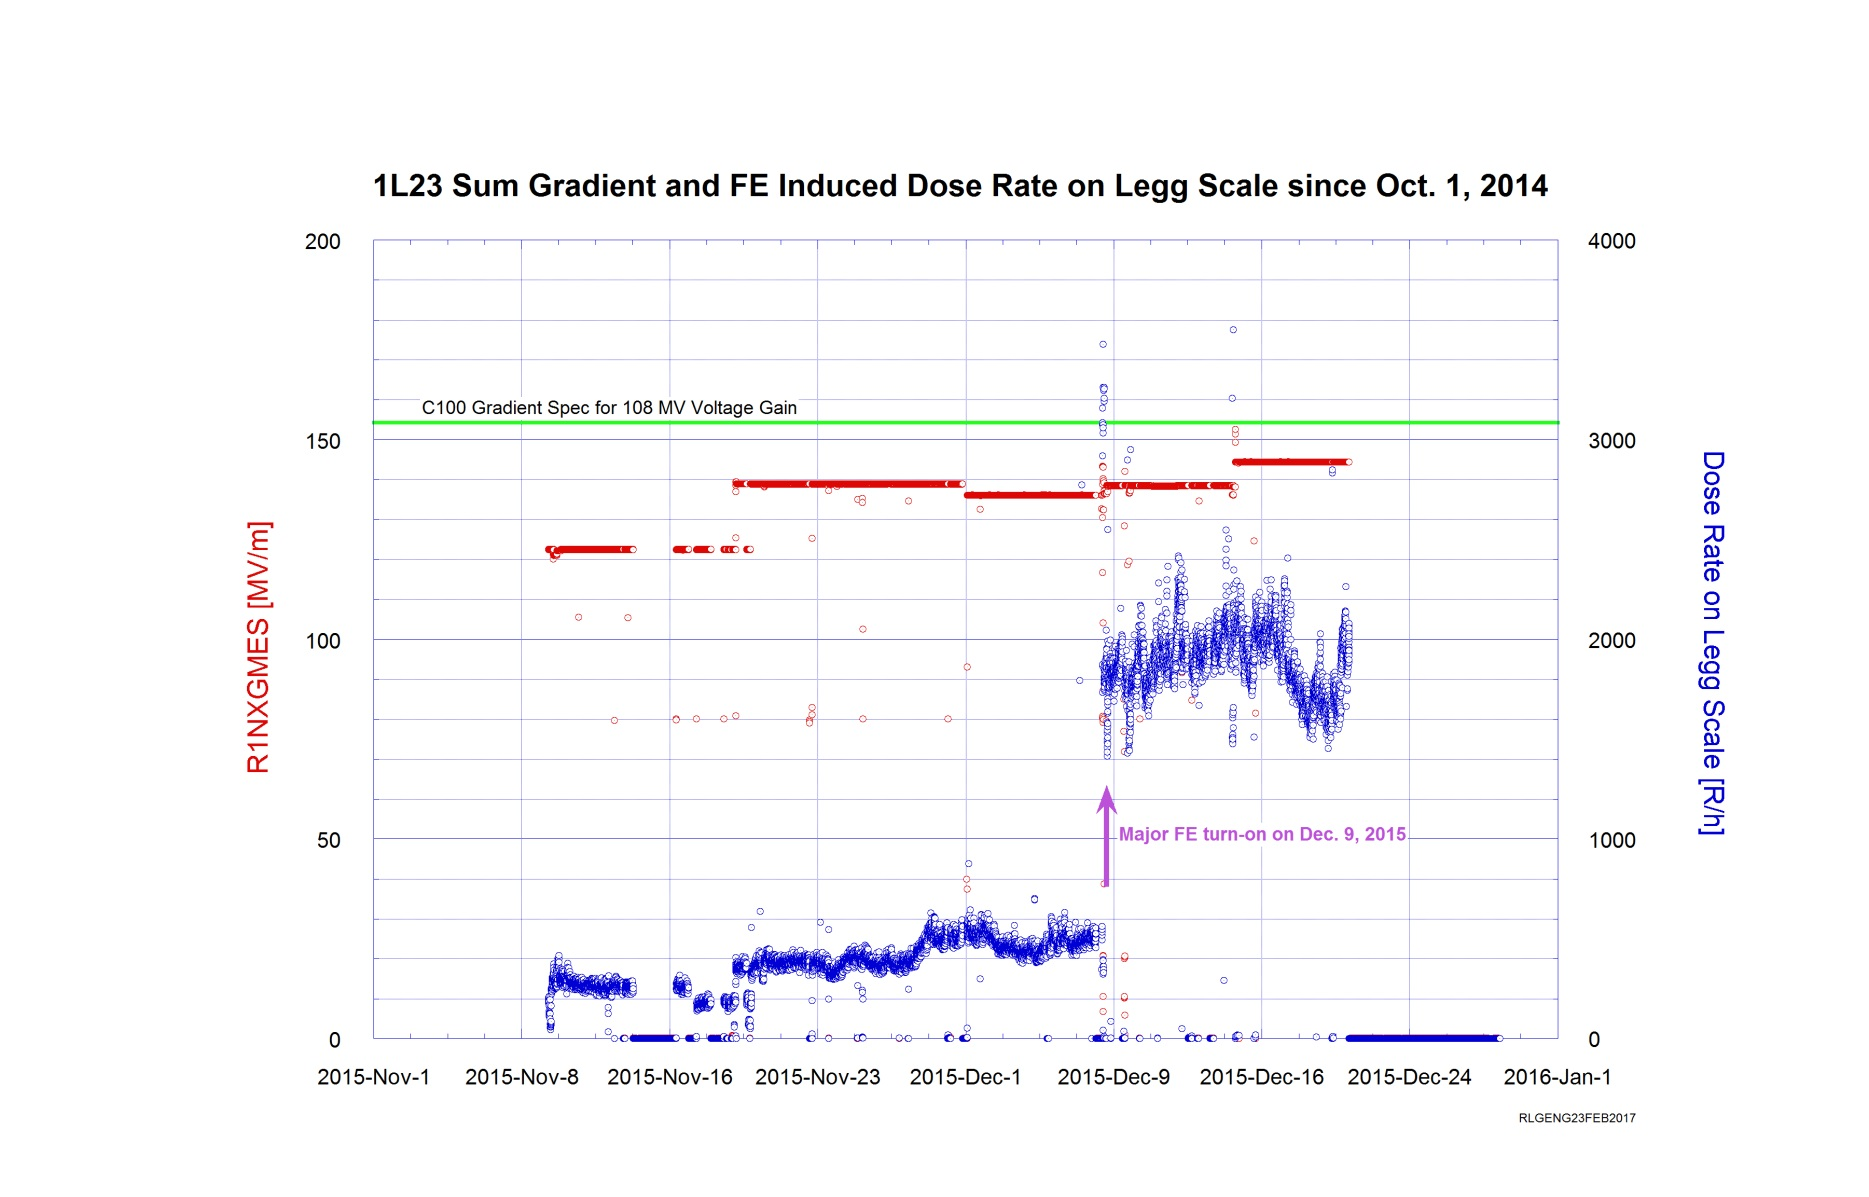 1L23 Sum Gradient and FE Induced Dose Rate on Legg Scale since Oct. 1, 2014
200
150
100
50
0
4000
3000
2000
1000
0
R1NXGMES [MV/m]
Dose Rate on Legg Scale [R/h]
C100 Gradient Spec for 108 MV Voltage Gain
Major FE turn-on on Dec. 9, 2015
2015-Nov-1 2015-Nov-8 2015-Nov-16 2015-Nov-23 2015-Dec-1 2015-Dec-9 2015-Dec-16 2015-Dec-24 2016-Jan-1
RLGENG23FEB2017